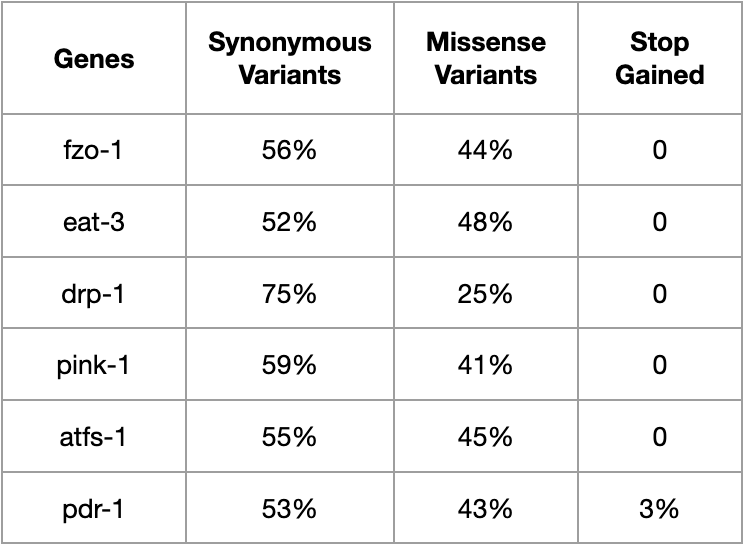 Genes Synonymous Variants Missense Variants Stop Gained
fzo-1 56% 44% 0
eat-3 52% 48% 0
drp-1 75% 25% 0
pink-1 59% 41% 0
atfs-1 55% 45% 0
pdr-1 53% 43% 3%